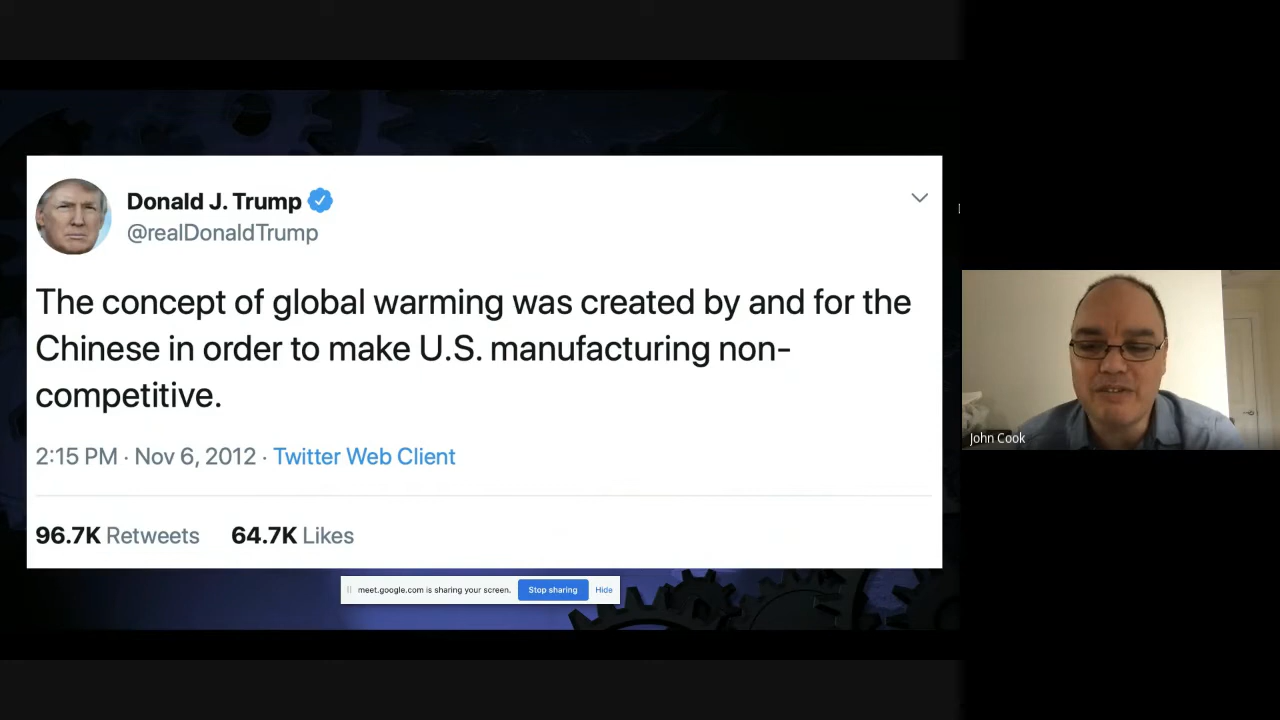 Donald J. Trump
@realDonaldTrump
The concept of global warming was created by and for the
Chinese in order to make U.S. manufacturing non-
competitive.
2:15 PM · Nov 6, 2012 · Twitter Web Client
96.7K Retweets 64.7K Likes
meet.google.com is sharing your screen. Stop sharing Hide
John Cook